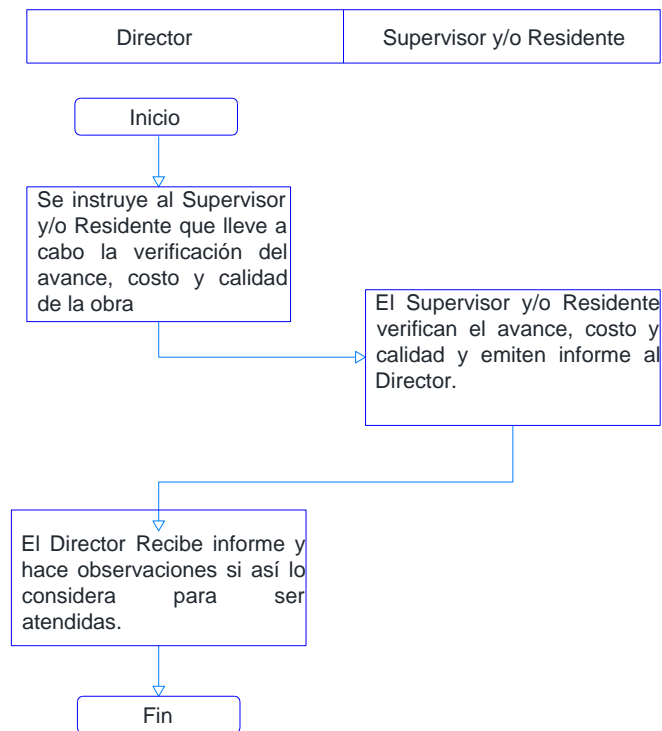 Director
Supervisor y/o Residente
Inicio
Se instruye al Supervisor
y/o Residente que lleve a
cabo la verificación del
avance, costo y calidad
de la obra
El Supervisor y/o Residente
verifican el avance, costo y
calidad y emiten informe al
Director.
El Director Recibe informe y
hace observaciones si así lo
considera para ser
atendidas.
Fin